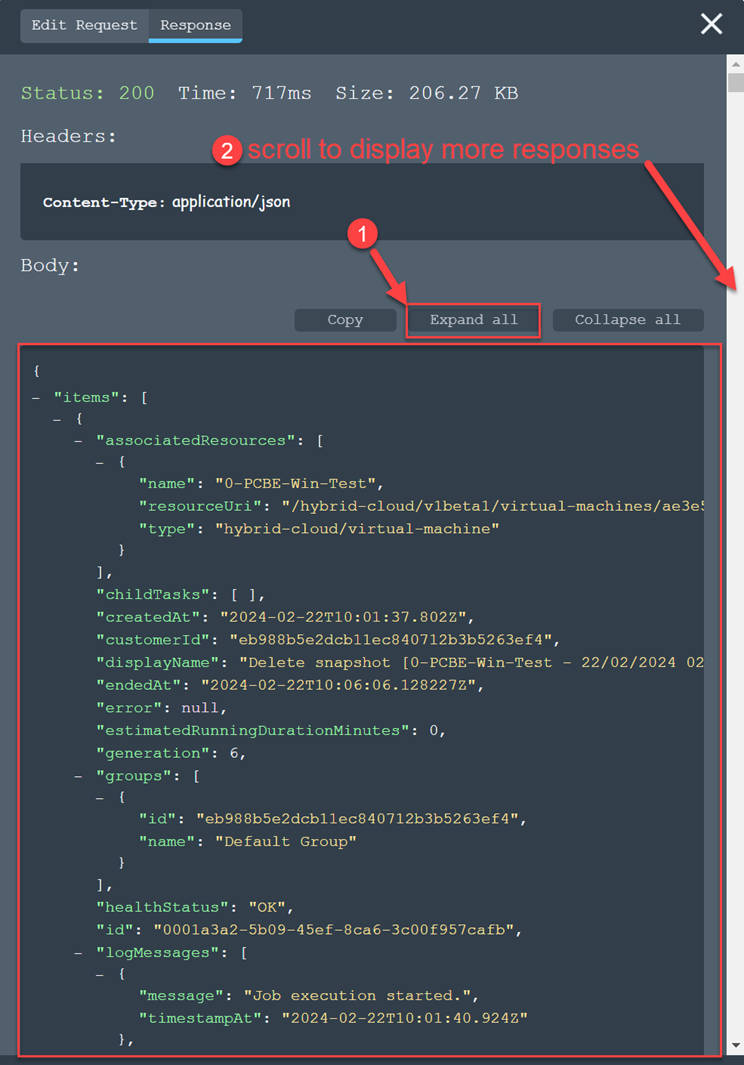 Edit Request Response
Status: 200 Time: 717ms Size: 206.27 KB
Headers:
2 scroll to display more responses
Content-Type: application/json
1
Body:
Copy Expand all Collapse all
{
– "items": [
– {
– "associatedResources": [
– {
"name": "0-PCBE-Win-Test",
"resourceUri": "/hybrid-cloud/v1beta1/virtual-machines/ae3e5
"type": "hybrid-cloud/virtual-machine"
}
],
"childTasks": [ ],
"createdAt": "2024-02-22T10:01:37.802Z",
"customerId": "eb988b5e2dcb11ec840712b3b5263ef4",
"displayName": "Delete snapshot [0-PCBE-Win-Test - 22/02/2024 02
"endedAt": "2024-02-22T10:06:06.128227Z",
"error": null,
"estimatedRunningDurationMinutes": 0,
"generation": 6,
– "groups": [
– {
"id": "eb988b5e2dcb11ec840712b3b5263ef4",
"name": "Default Group"
}
],
"healthStatus": "OK",
"id": "0001a3a2-5b09-45ef-8ca6-3c00f957cafb",
– "logMessages": [
– {
"message": "Job execution started.",
"timestampAt": "2024-02-22T10:01:40.924Z"
},